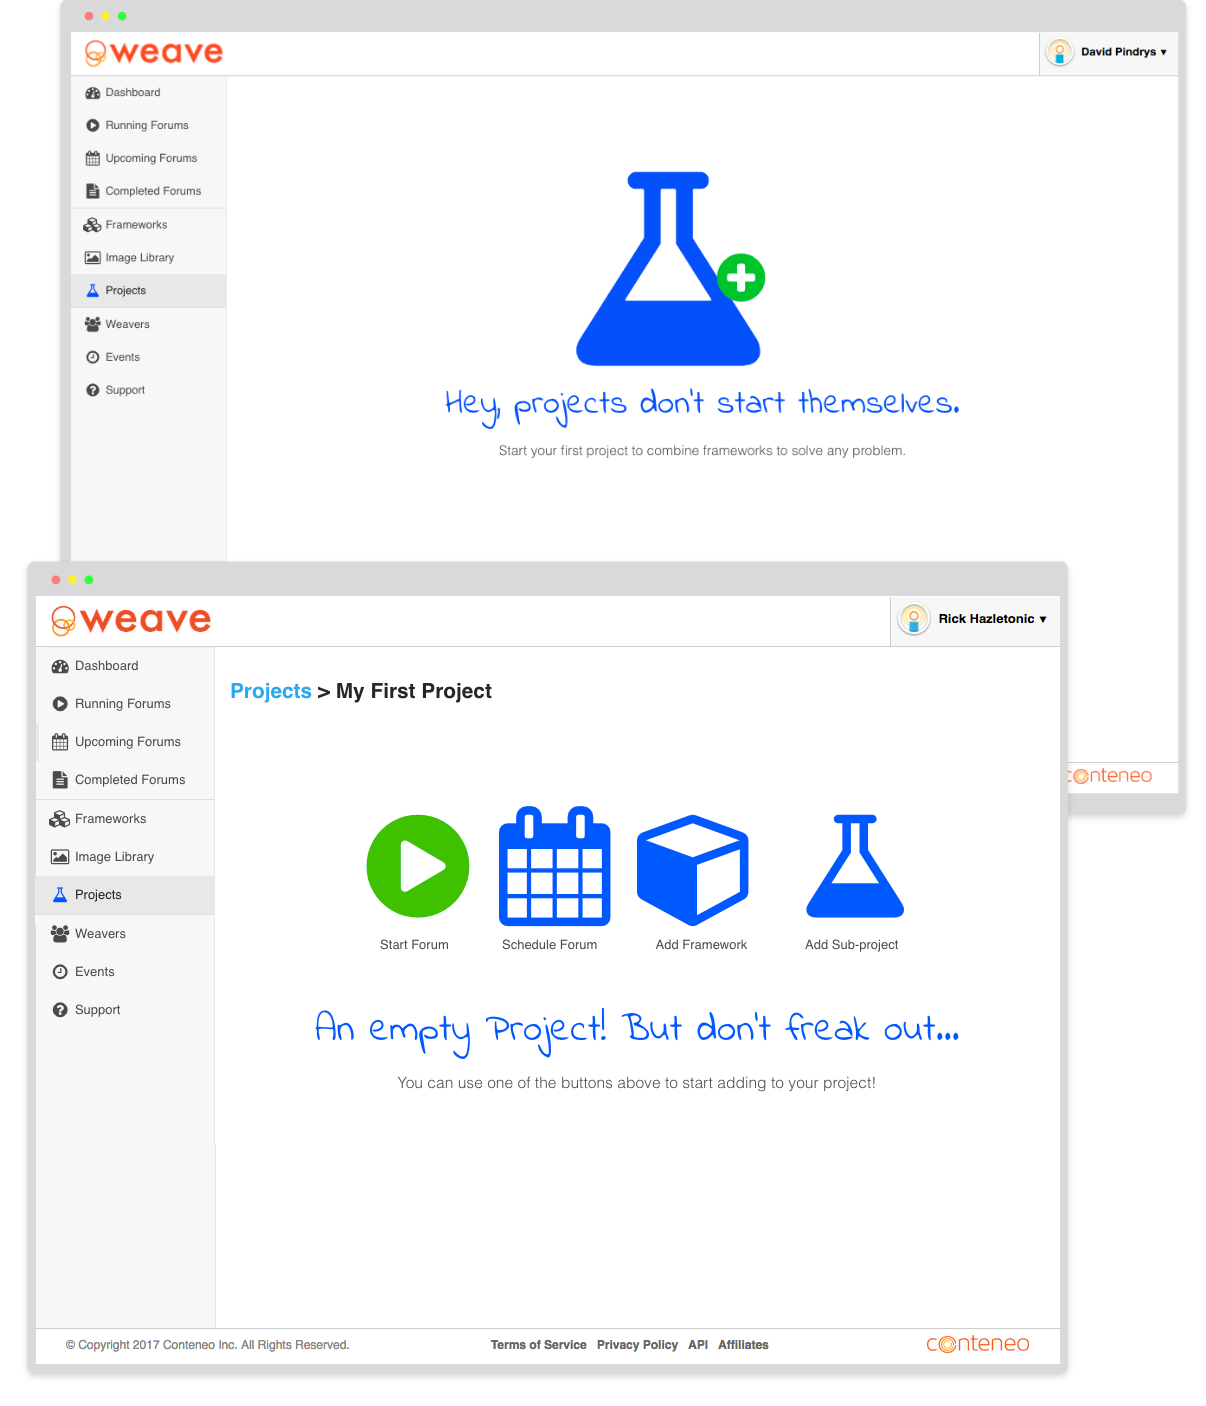 weave
David Pindrys ▾
Dashboard
Running Forums
Upcoming Forums
Completed Forums
Frameworks
Image Library
Projects
Weavers
Events
Support
Hey, projects don't start themselves.
Start your first project to combine frameworks to solve any problem.
conteneo
weave
Rick Hazletonic ▾
Dashboard
Running Forums
Upcoming Forums
Completed Forums
Frameworks
Image Library
Projects
Weavers
Events
Support
Projects > My First Project
Start Forum
Schedule Forum
Add Framework
Add Sub-project
An empty Project! But don't freak out...
You can use one of the buttons above to start adding to your project!
© Copyright 2017 Conteneo Inc. All Rights Reserved.
Terms of Service Privacy Policy API Affiliates
conteneo